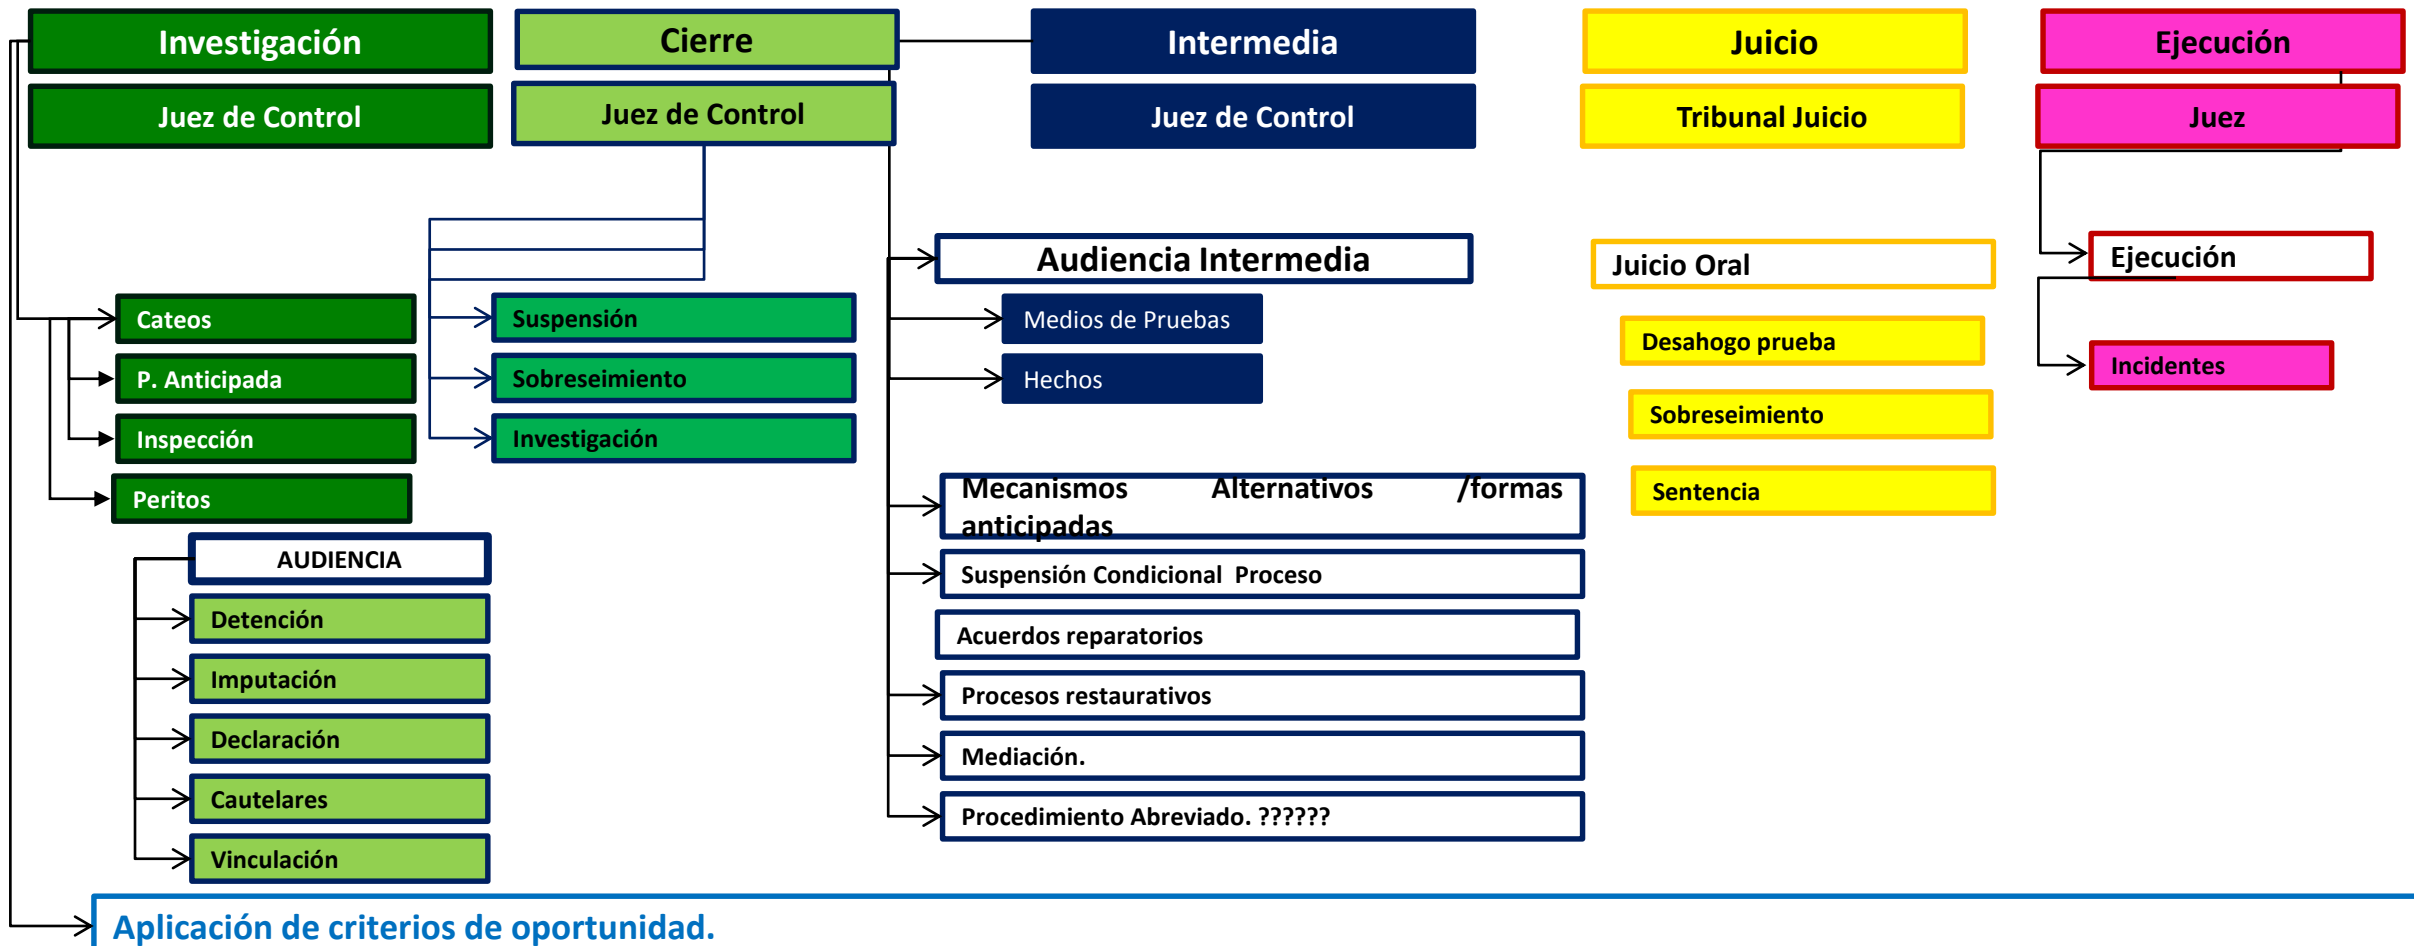 Investigación
Cierre
Intermedia
Juicio
Ejecución
Juez de Control
Juez de Control
Juez de Control
Tribunal Juicio
Juez
Cateos
P. Anticipada
Inspección
Peritos
AUDIENCIA
Detención
Imputación
Declaración
Cautelares
Vinculación
Suspensión
Sobreseimiento
Investigación
Audiencia Intermedia
Medios de Pruebas
Hechos
Mecanismos Alternativos /formas
anticipadas
Suspensión Condicional Proceso
Acuerdos reparatorios
Procesos restaurativos
Mediación.
Procedimiento Abreviado. ??????
Juicio Oral
Desahogo prueba
Sobreseimiento
Sentencia
Ejecución
Incidentes
Aplicación de criterios de oportunidad.